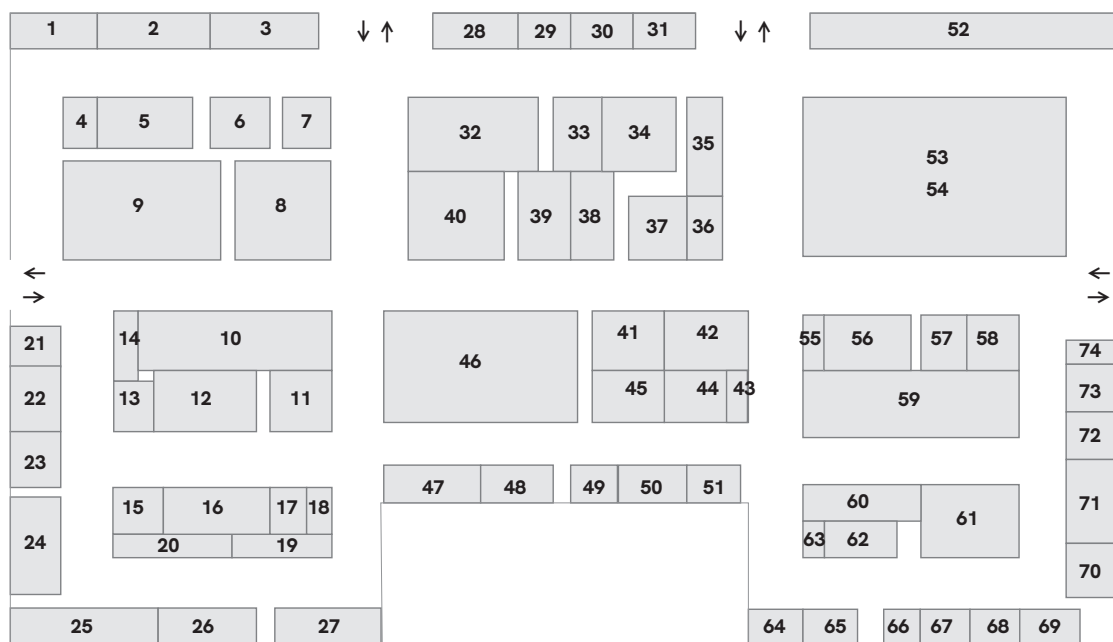 1 2 3 ↓ ↑ 28 29 30 31 ↓ ↑ 52
4 5 6 7 32 33 34 35 53
54
9 8 40 39 38 37 36
←
→
←
→
14 10 41 42 55 56 57 58
21 46 74
22 13 12 11 45 44 43 59 73
23 72
47 48 49 50 51
15 16 17 18 60 61 71
24 20 19 63 62
70
25 26 27 64 65 66 67 68 69